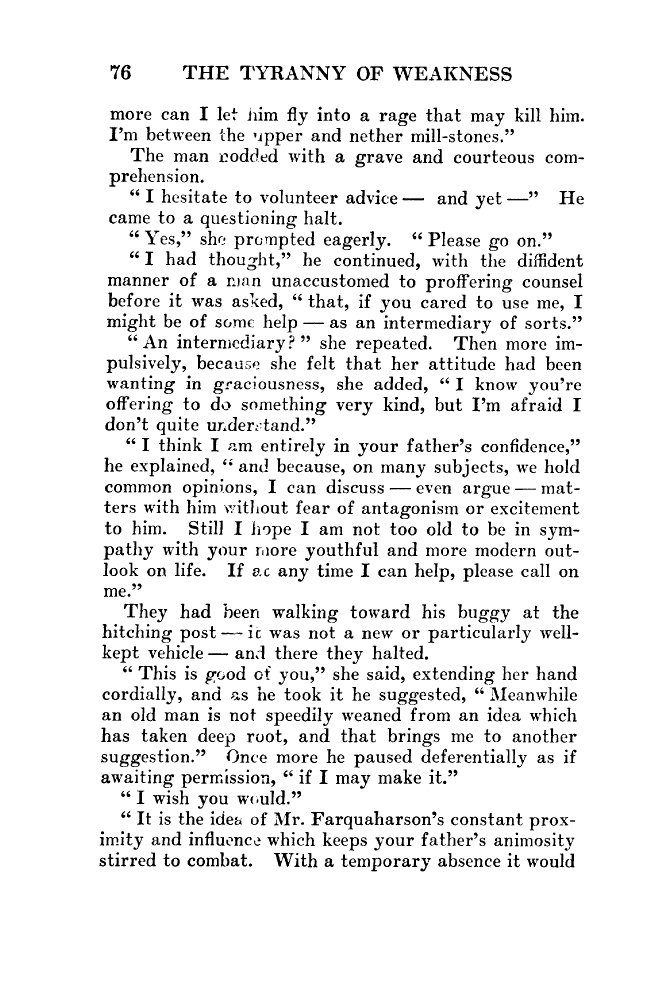 76 THE TYRANNY OF WEAKNESS
more can I let him fly into a rage that may kill him.
I'm between the upper and nether mill-stones."
The man nodded with a grave and courteous com-
prehension.
"I hesitate to volunteer advice — and yet —" He
came to a questioning halt.
"Yes," she prompted eagerly. "Please go on."
"I had thought," he continued, with the diffident
manner of a man unaccustomed to proffering counsel
before it was asked, "that, if you cared to use me, I
might be of some help — as an intermediary of sorts."
"An intermediary?" she repeated. Then more im-
pulsively, because she felt that her attitude had been
wanting in graciousness, she added, "I know you're
offering to do something very kind, but I'm afraid I
don't quite understand."
"I think I am entirely in your father's confidence,"
he explained, "and because, on many subjects, we hold
common opinions, I can discuss — even argue — mat-
ters with him without fear of antagonism or excitement
to him. Still I hope I am not too old to be in sym-
pathy with your more youthful and more modern out-
look on life. If at any time I can help, please call on
me."
They had been walking toward his buggy at the
hitching post — it was not a new or particularly well-
kept vehicle — and there they halted.
"This is good of you," she said, extending her hand
cordially, and as he took it he suggested, "Meanwhile
an old man is not speedily weaned from an idea which
has taken deep root, and that brings me to another
suggestion." Once more he paused deferentially as if
awaiting permission, "if I may make it."
"I wish you would."
"It is the idea of Mr. Farquaharson's constant prox-
imity and influence which keeps your father's animosity
stirred to combat. With a temporary absence it would